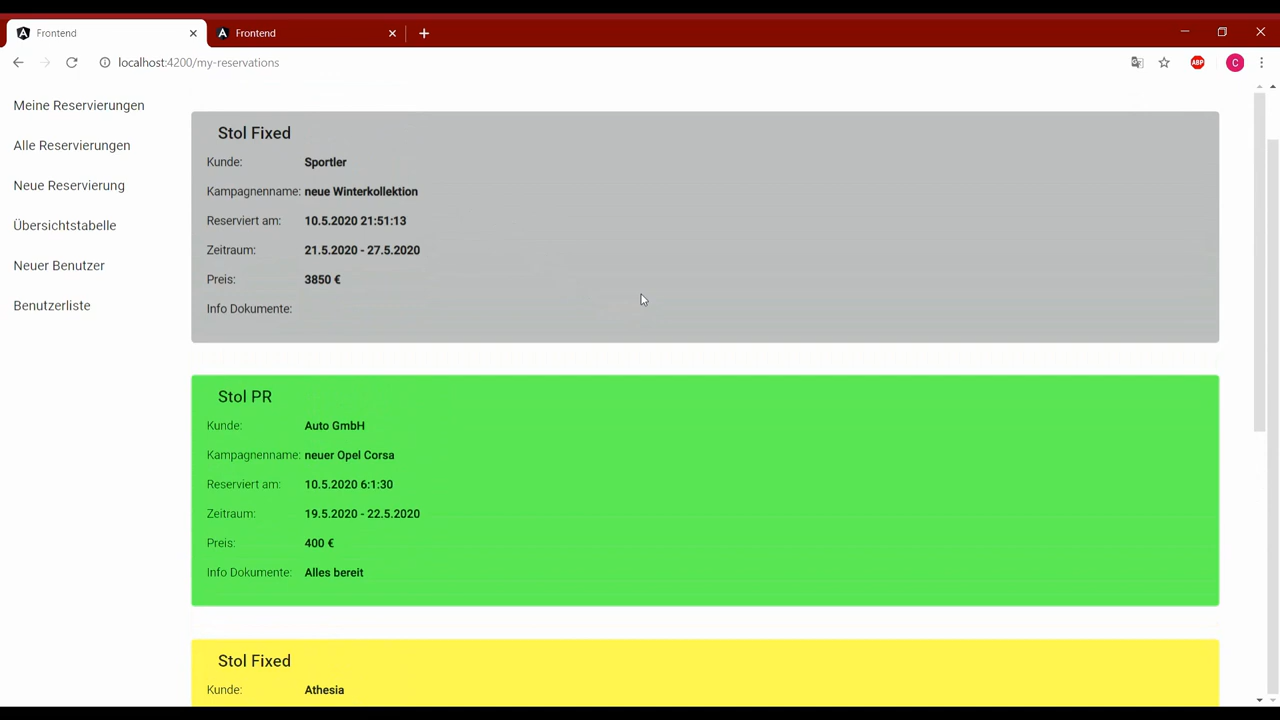 Frontend
Frontend
localhost:4200/my-reservations
ABP
C
Meine Reservierungen
Alle Reservierungen
Neue Reservierung
Übersichtstabelle
Neuer Benutzer
Benutzerliste
Stol Fixed
Kunde: Sportler
Kampagnenname: neue Winterkollektion
Reserviert am: 10.5.2020 21:51:13
Zeitraum: 21.5.2020 - 27.5.2020
Preis: 3850 €
Info Dokumente:
Stol PR
Kunde: Auto GmbH
Kampagnenname: neuer Opel Corsa
Reserviert am: 10.5.2020 6:1:30
Zeitraum: 19.5.2020 - 22.5.2020
Preis: 400 €
Info Dokumente: Alles bereit
Stol Fixed
Kunde: Athesia